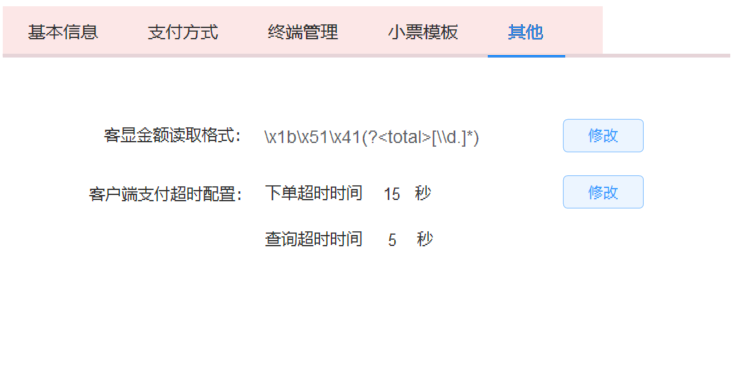 基本信息 支付方式 终端管理 小票模板 其他
客显金额读取格式： \x1b\x51\x41(?<total>[\\d.]*) 修改
客户端支付超时配置： 下单超时时间 15 秒 修改
查询超时时间 5 秒